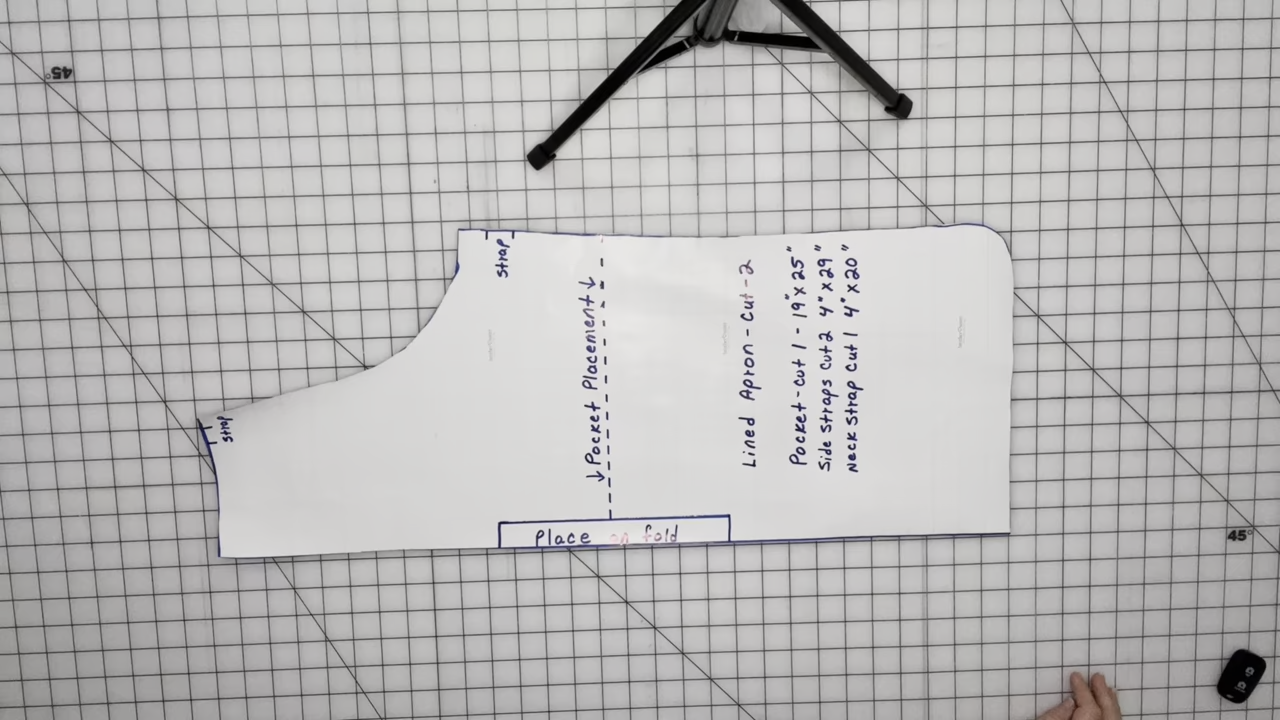 45°
strap
strap
↓ Pocket Placement ↓
Lined Apron - Cut - 2
Pocket - cut 1 - 19" x 25"
Side straps cut 2 4" x 29"
Neck strap cut 1 4" x 20"
Place on fold
45°